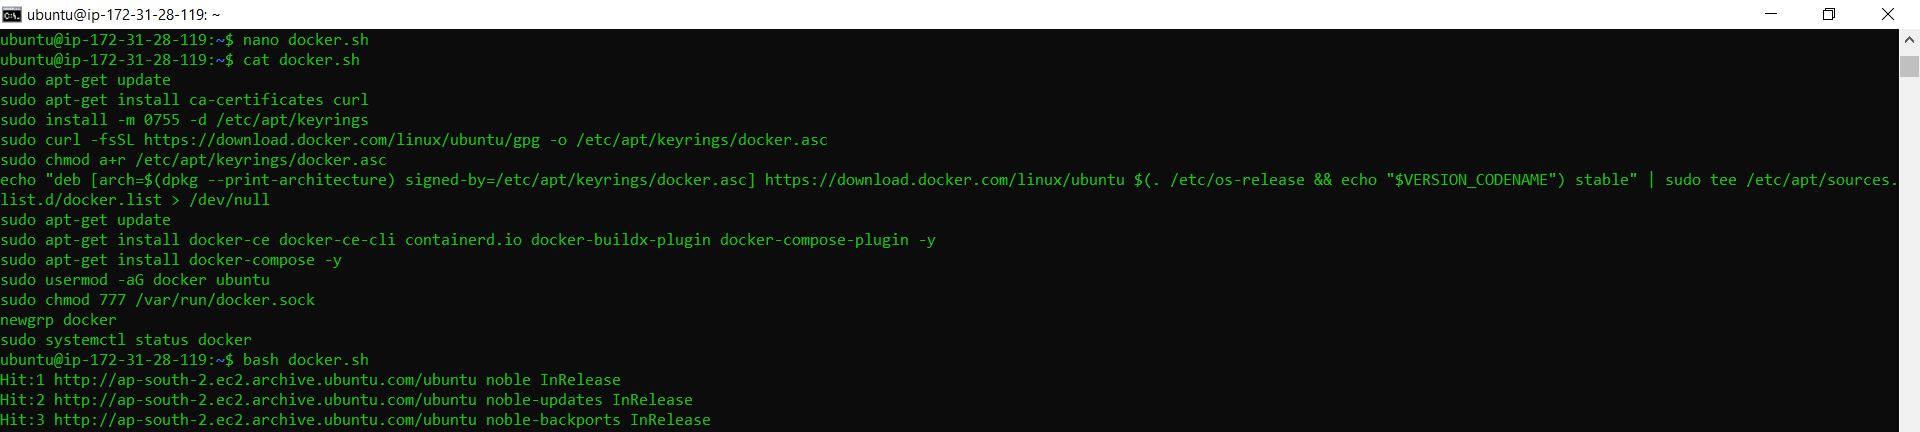 ubuntu@ip-172-31-28-119: ~
ubuntu@ip-172-31-28-119:~$ nano docker.sh
ubuntu@ip-172-31-28-119:~$ cat docker.sh
sudo apt-get update
sudo apt-get install ca-certificates curl
sudo install -m 0755 -d /etc/apt/keyrings
sudo curl -fsSL https://download.docker.com/linux/ubuntu/gpg -o /etc/apt/keyrings/docker.asc
sudo chmod a+r /etc/apt/keyrings/docker.asc
echo "deb [arch=$(dpkg --print-architecture) signed-by=/etc/apt/keyrings/docker.asc] https://download.docker.com/linux/ubuntu $(. /etc/os-release && echo "$VERSION_CODENAME") stable" | sudo tee /etc/apt/sources.
list.d/docker.list > /dev/null
sudo apt-get update
sudo apt-get install docker-ce docker-ce-cli containerd.io docker-buildx-plugin docker-compose-plugin -y
sudo apt-get install docker-compose -y
sudo usermod -aG docker ubuntu
sudo chmod 777 /var/run/docker.sock
newgrp docker
sudo systemctl status docker
ubuntu@ip-172-31-28-119:~$ bash docker.sh
Hit:1 http://ap-south-2.ec2.archive.ubuntu.com/ubuntu noble InRelease
Hit:2 http://ap-south-2.ec2.archive.ubuntu.com/ubuntu noble-updates InRelease
Hit:3 http://ap-south-2.ec2.archive.ubuntu.com/ubuntu noble-backports InRelease